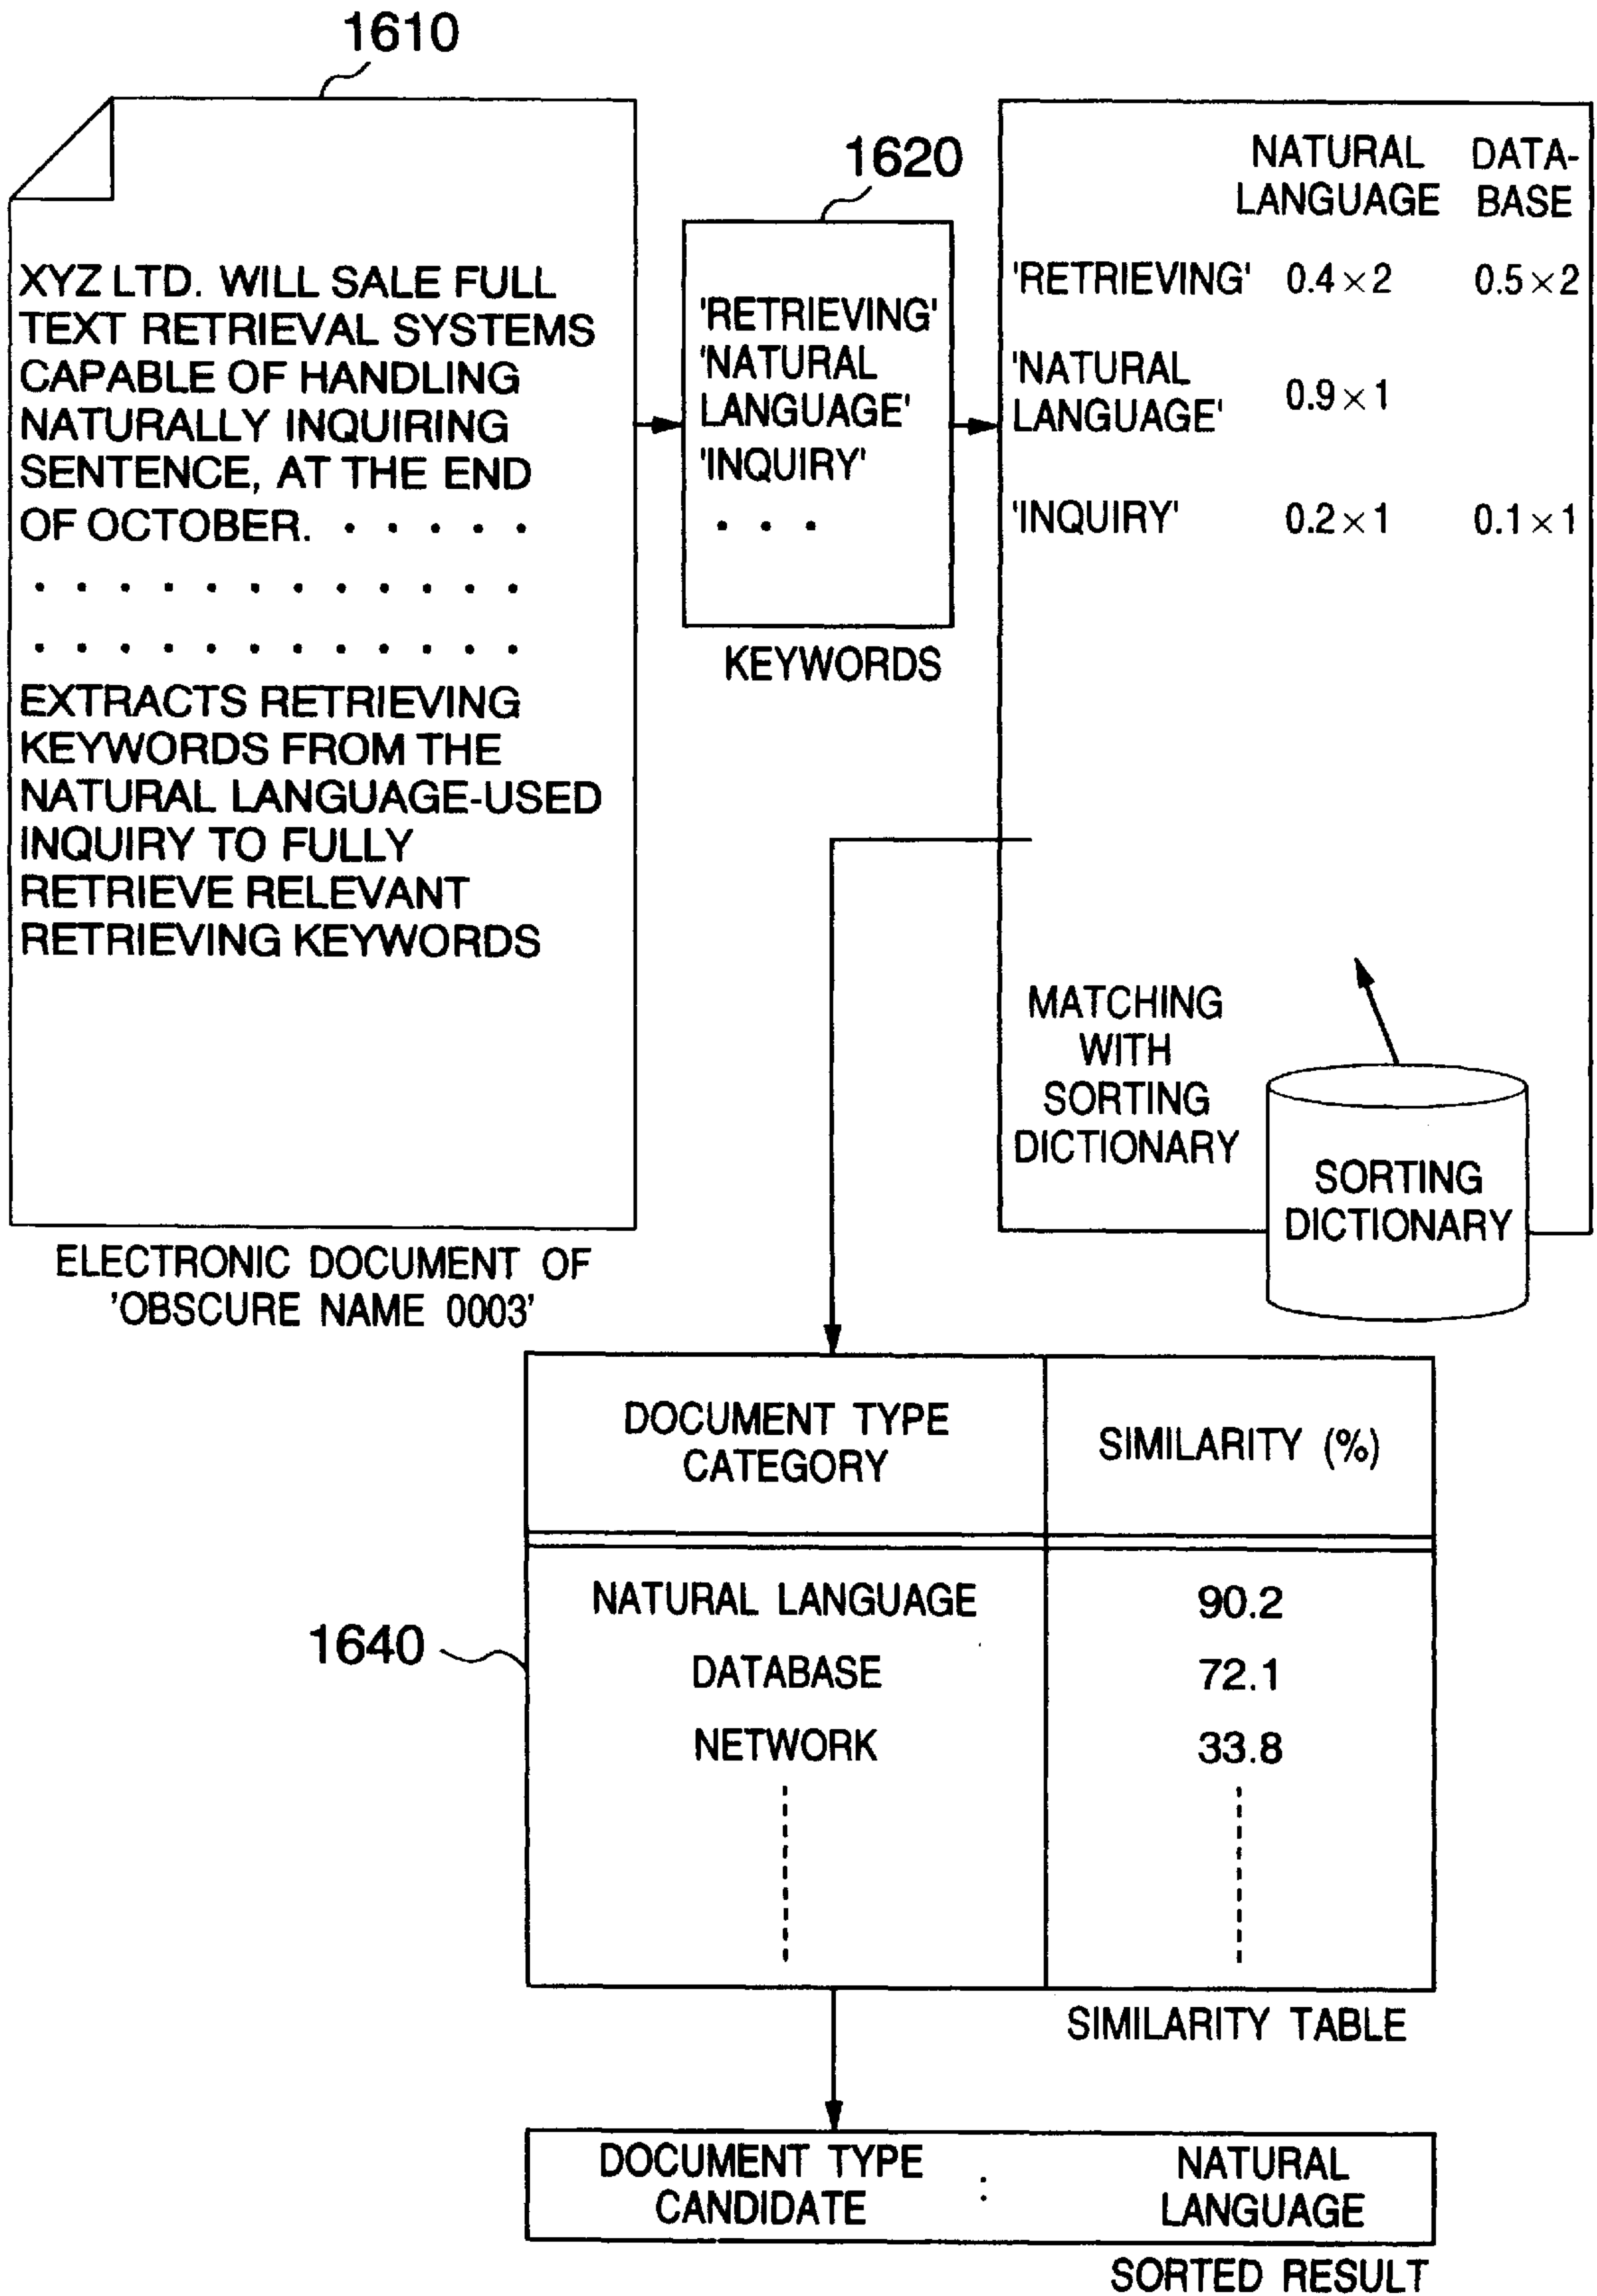 1610
XYZ LTD. WILL SALE FULL
TEXT RETRIEVAL SYSTEMS
CAPABLE OF HANDLING
NATURALLY INQUIRING
SENTENCE, AT THE END
OF OCTOBER. · · · · ·
· · · · · · · · · · · ·
· · · · · · · · · · · ·
EXTRACTS RETRIEVING
KEYWORDS FROM THE
NATURAL LANGUAGE-USED
INQUIRY TO FULLY
RETRIEVE RELEVANT
RETRIEVING KEYWORDS
ELECTRONIC DOCUMENT OF
'OBSCURE NAME 0003'
1620
'RETRIEVING'
'NATURAL
LANGUAGE'
'INQUIRY'
· · ·
KEYWORDS
NATURAL DATA-
LANGUAGE BASE
'RETRIEVING' 0.4×2 0.5×2
'NATURAL
LANGUAGE' 0.9×1
'INQUIRY' 0.2×1 0.1×1
MATCHING
WITH
SORTING
DICTIONARY
SORTING
DICTIONARY
DOCUMENT TYPE
CATEGORY
SIMILARITY (%)
1640
NATURAL LANGUAGE 90.2
DATABASE 72.1
NETWORK 33.8
SIMILARITY TABLE
DOCUMENT TYPE : NATURAL
CANDIDATE LANGUAGE
SORTED RESULT